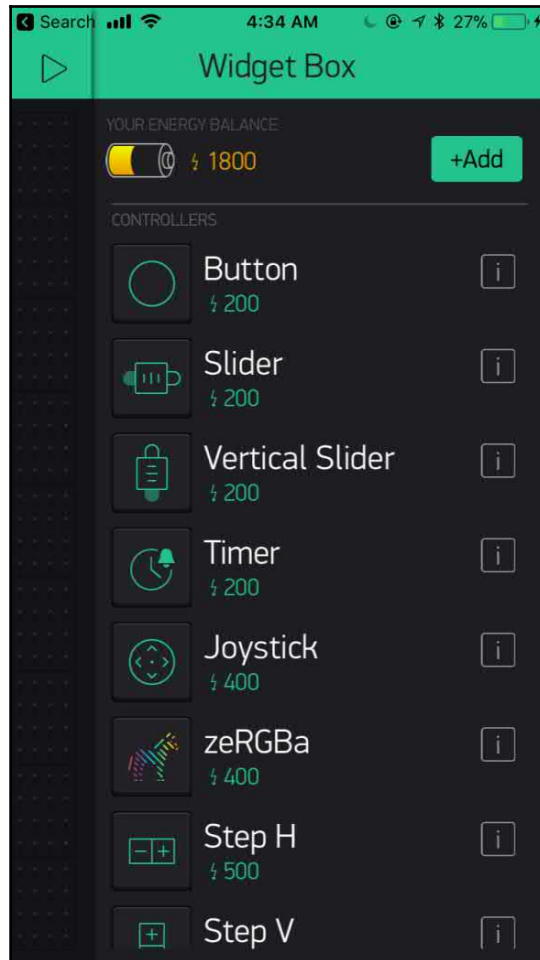 Search 4:34 AM 27%
Widget Box
YOUR ENERGY BALANCE
1800
+Add
CONTROLLERS
Button
200
Slider
200
Vertical Slider
200
Timer
200
Joystick
400
zeRGBa
400
Step H
500
Step V